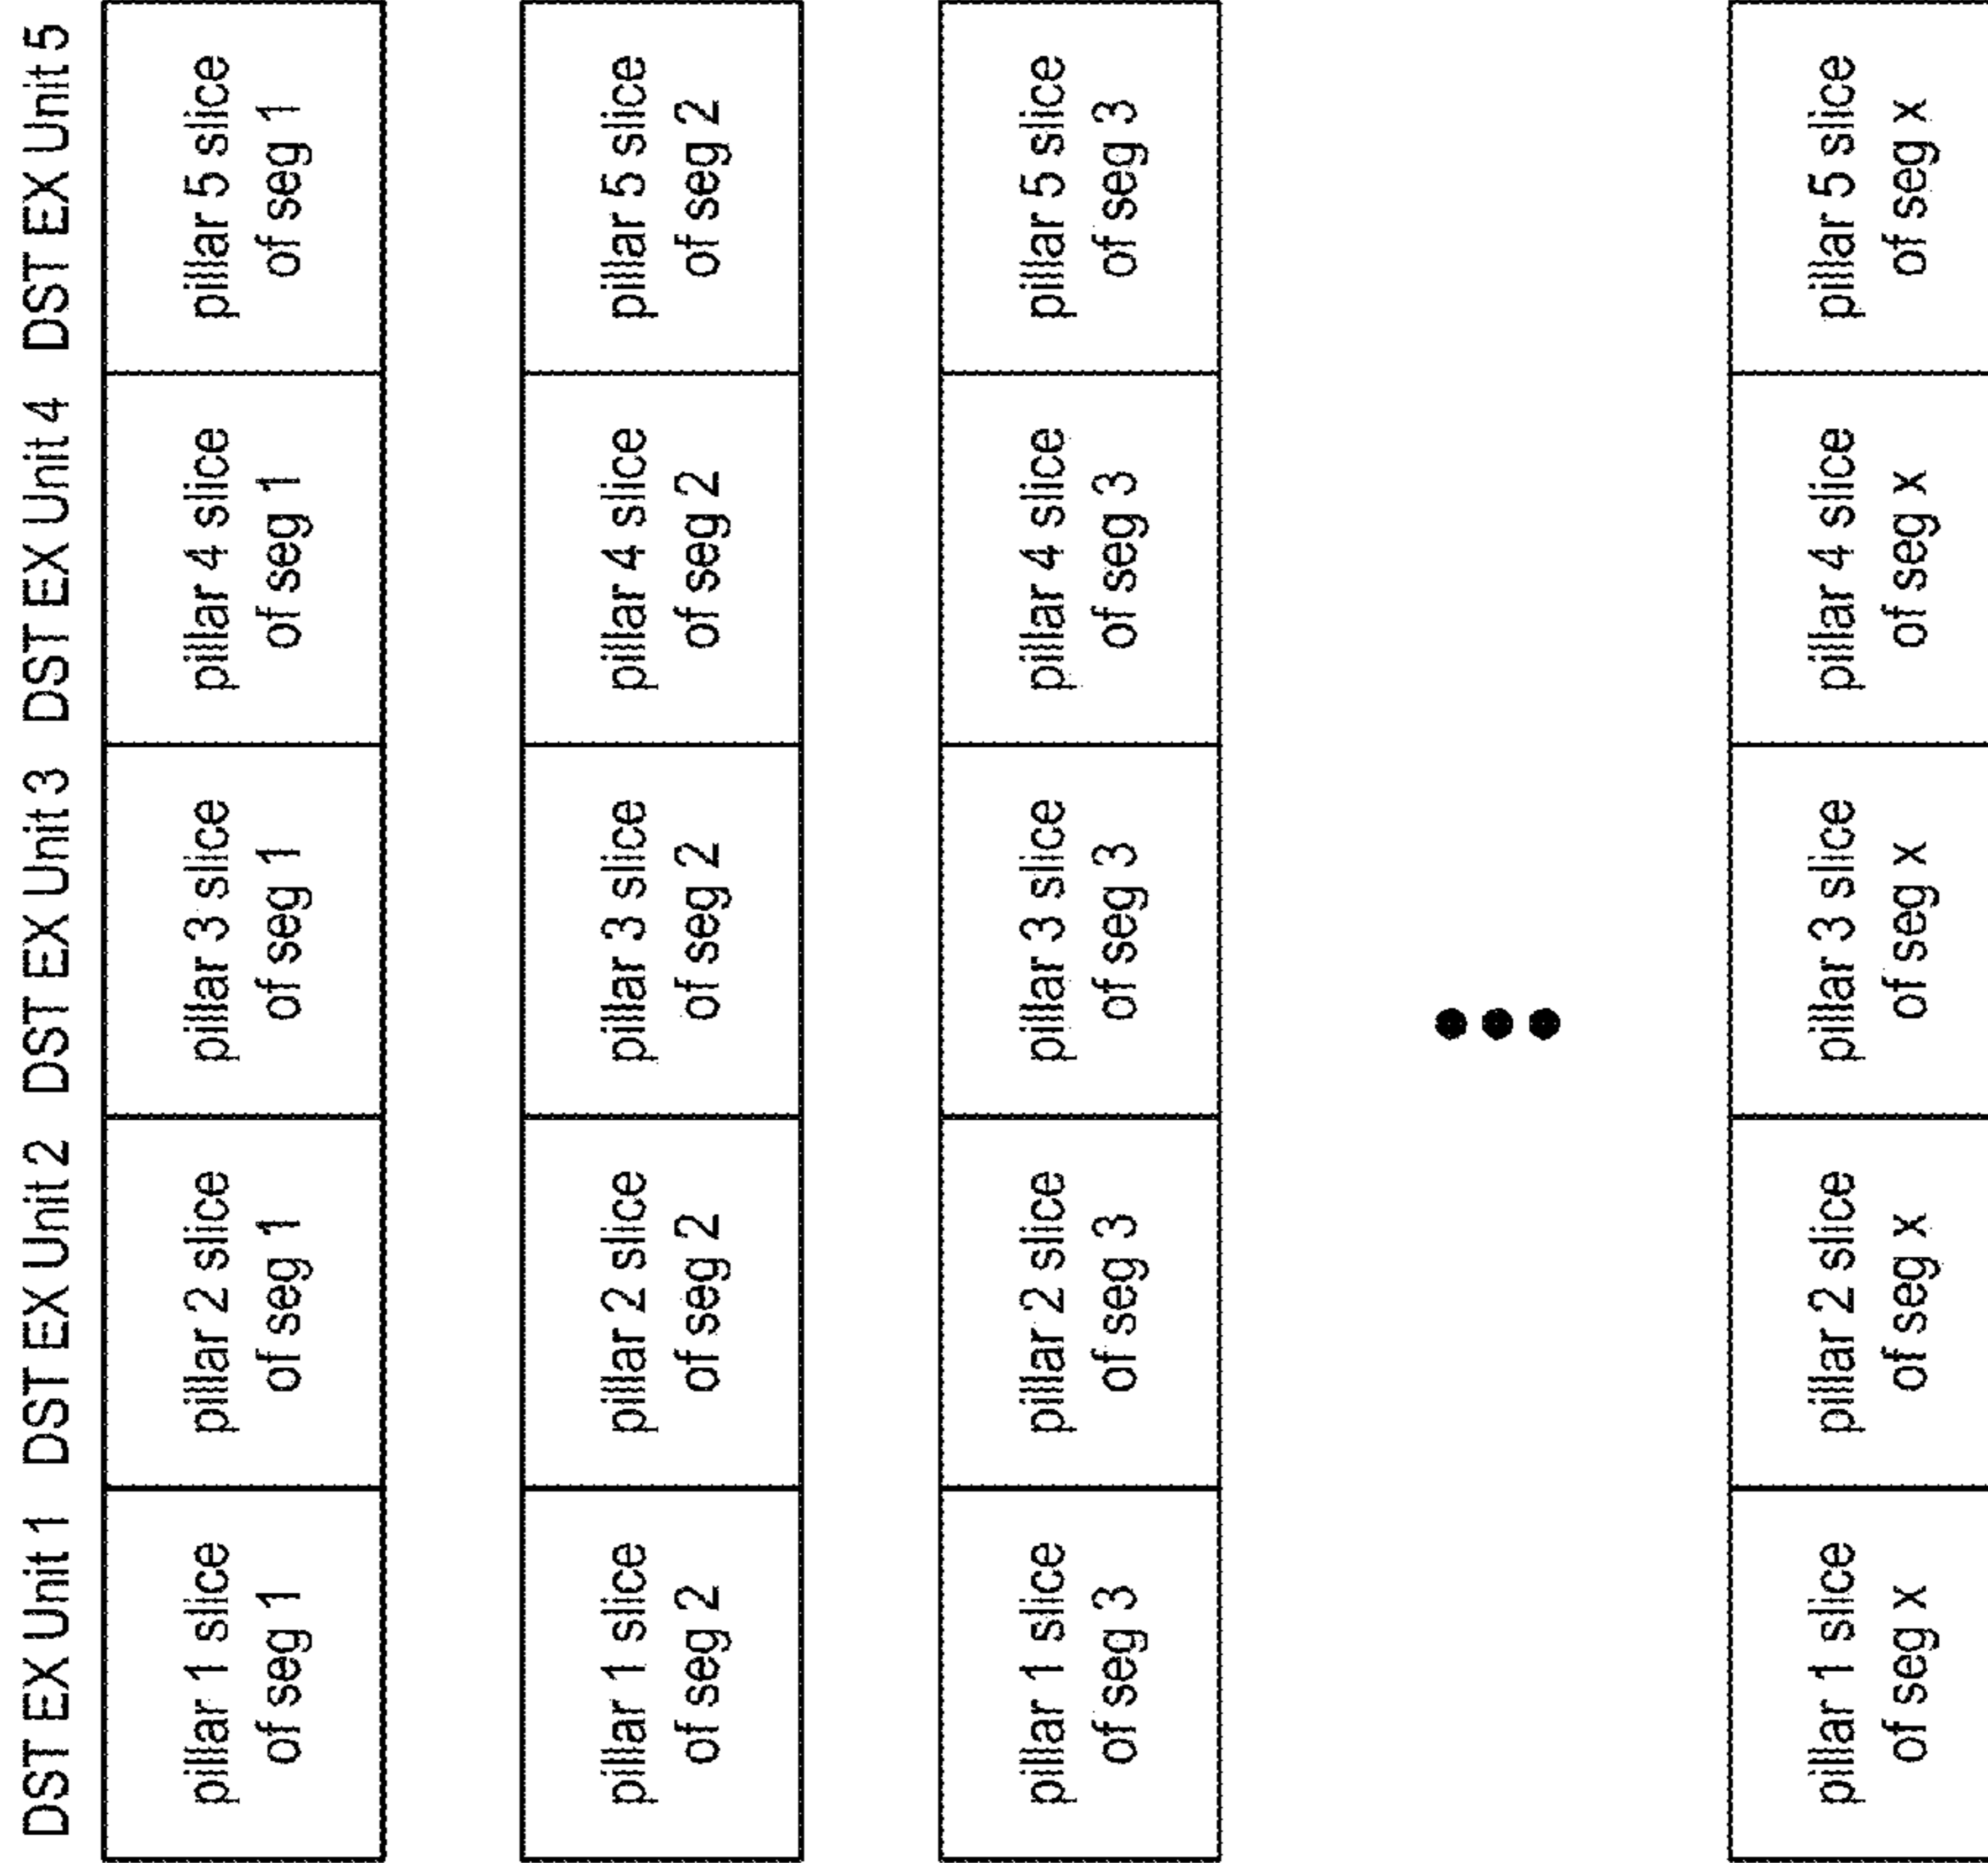 DST EX Unit 1 DST EX Unit 2 DST EX Unit 3 DST EX Unit 4 DST EX Unit 5
pillar 1 slice
of seg 1
pillar 2 slice
of seg 1
pillar 3 slice
of seg 1
pillar 4 slice
of seg 1
pillar 5 slice
of seg 1
pillar 1 slice
of seg 2
pillar 2 slice
of seg 2
pillar 3 slice
of seg 2
pillar 4 slice
of seg 2
pillar 5 slice
of seg 2
pillar 1 slice
of seg 3
pillar 2 slice
of seg 3
pillar 3 slice
of seg 3
pillar 4 slice
of seg 3
pillar 5 slice
of seg 3
pillar 1 slice
of seg x
pillar 2 slice
of seg x
pillar 3 slice
of seg x
pillar 4 slice
of seg x
pillar 5 slice
of seg x